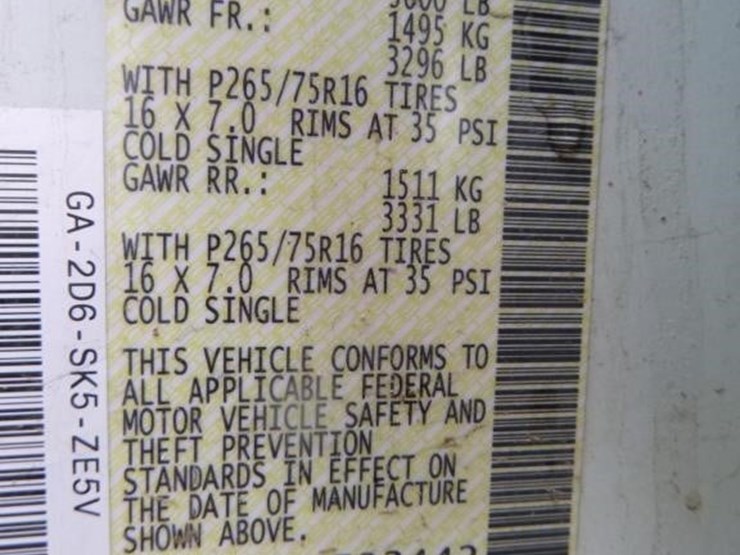 LB
GAWR FR.: 1495 KG
3296 LB
WITH P265/75R16 TIRES
16 X 7.0 RIMS AT 35 PSI
COLD SINGLE
GAWR RR.: 1511 KG
3331 LB
WITH P265/75R16 TIRES
16 X 7.0 RIMS AT 35 PSI
COLD SINGLE
THIS VEHICLE CONFORMS TO
ALL APPLICABLE FEDERAL
MOTOR VEHICLE SAFETY AND
THEFT PREVENTION
STANDARDS IN EFFECT ON
THE DATE OF MANUFACTURE
SHOWN ABOVE.
GA-2D6-SK5-ZE5V